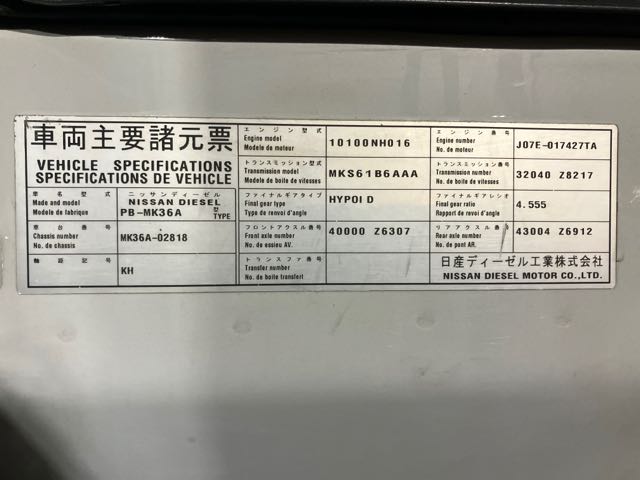 車両主要諸元票
VEHICLE SPECIFICATIONS
SPECIFICATIONS DE VEHICLE
車名型式
Made and model
Modele de fabrique
ニッサンディーゼル
NISSAN DIESEL
PB-MK36A 型 TYPE
車台番号
Chassis number
No. de chassis
MK36A-02818
軸距記号
KH
エンジン型式
Engine model
Modele de moteur
10100NH016
トランスミッション型式
Transmission model
Modele de boite de vitesses
MKS61B6AAA
ファイナルギアタイプ
Final gear type
Type de renvoi d'angle
HYPOID
フロントアクスル番号
Front axle number
No. de essieu AV.
40000 Z6307
トランスファ番号
Transfer number
No. de boite transfert
エンジン番号
Engine number
No. de moteur
J07E-017427TA
トランスミッション番号
Transmission number
No. de boite de vitesses
32040 Z8217
ファイナルギアレシオ
Final gear ratio
Rapport de renvoi d'angle
4.555
リアアクスル番号
Rear axle number
No. de pont AR.
43004 Z6912
日産ディーゼル工業株式会社
NISSAN DIESEL MOTOR CO.,LTD.